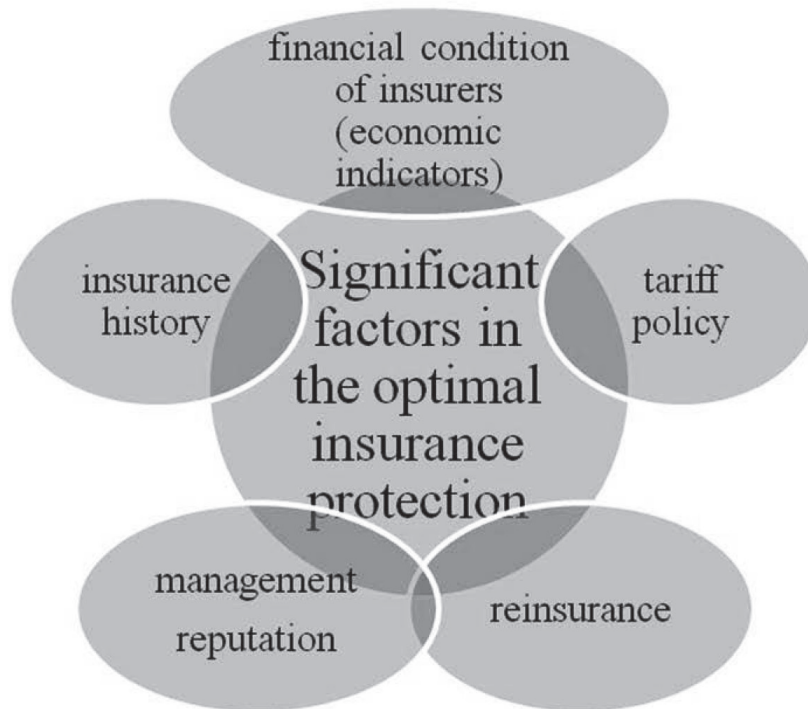 financial condition
of insurers
(economic
indicators)
insurance
history
Significant
factors in
the optimal
insurance
protection
tariff
policy
management
reputation
reinsurance